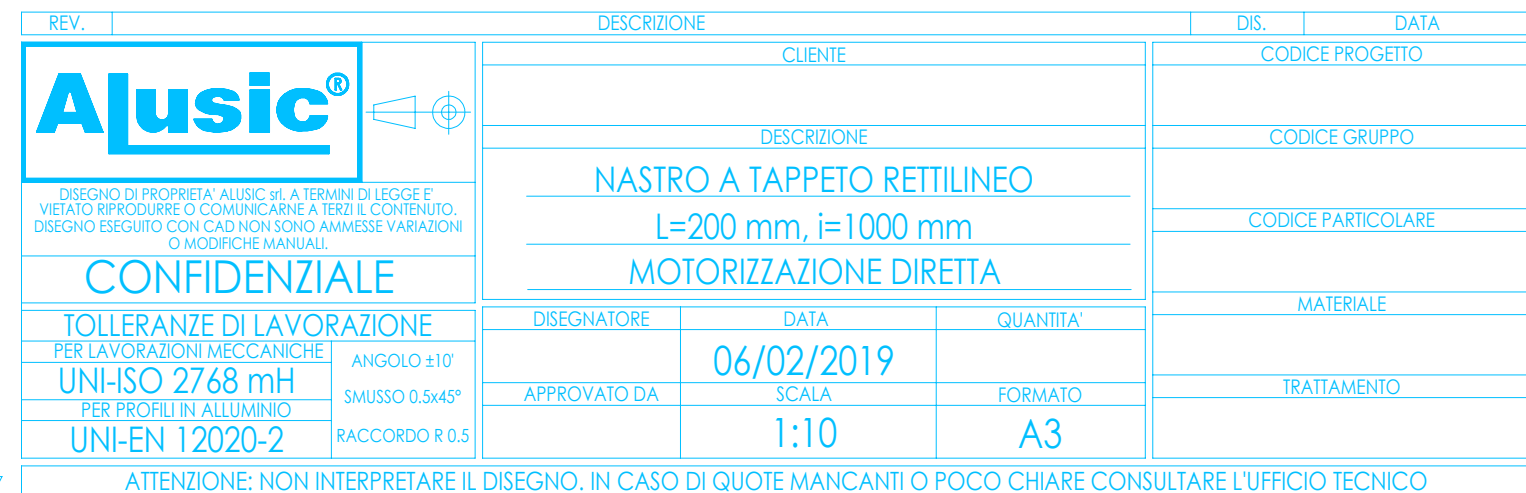 REV. DESCRIZIONE DIS. DATA
ALUSIC®
DISEGNO DI PROPRIETA' ALUSIC srl. A TERMINI DI LEGGE E'
VIETATO RIPRODURRE O COMUNICARNE A TERZI IL CONTENUTO.
DISEGNO ESEGUITO CON CAD NON SONO AMMESSE VARIAZIONI
O MODIFICHE MANUALI.
CONFIDENZIALE
TOLLERANZE DI LAVORAZIONE
PER LAVORAZIONI MECCANICHE
UNI-ISO 2768 mH
PER PROFILI IN ALLUMINIO
UNI-EN 12020-2
ANGOLO ±10'
SMUSSO 0.5x45°
RACCORDO R 0.5
CLIENTE
DESCRIZIONE
NASTRO A TAPPETO RETTILINEO
L=200 mm, i=1000 mm
MOTORIZZAZIONE DIRETTA
DISEGNATORE DATA QUANTITA'
06/02/2019
APPROVATO DA SCALA FORMATO
1:10 A3
CODICE PROGETTO
CODICE GRUPPO
CODICE PARTICOLARE
MATERIALE
TRATTAMENTO
ATTENZIONE: NON INTERPRETARE IL DISEGNO. IN CASO DI QUOTE MANCANTI O POCO CHIARE CONSULTARE L'UFFICIO TECNICO